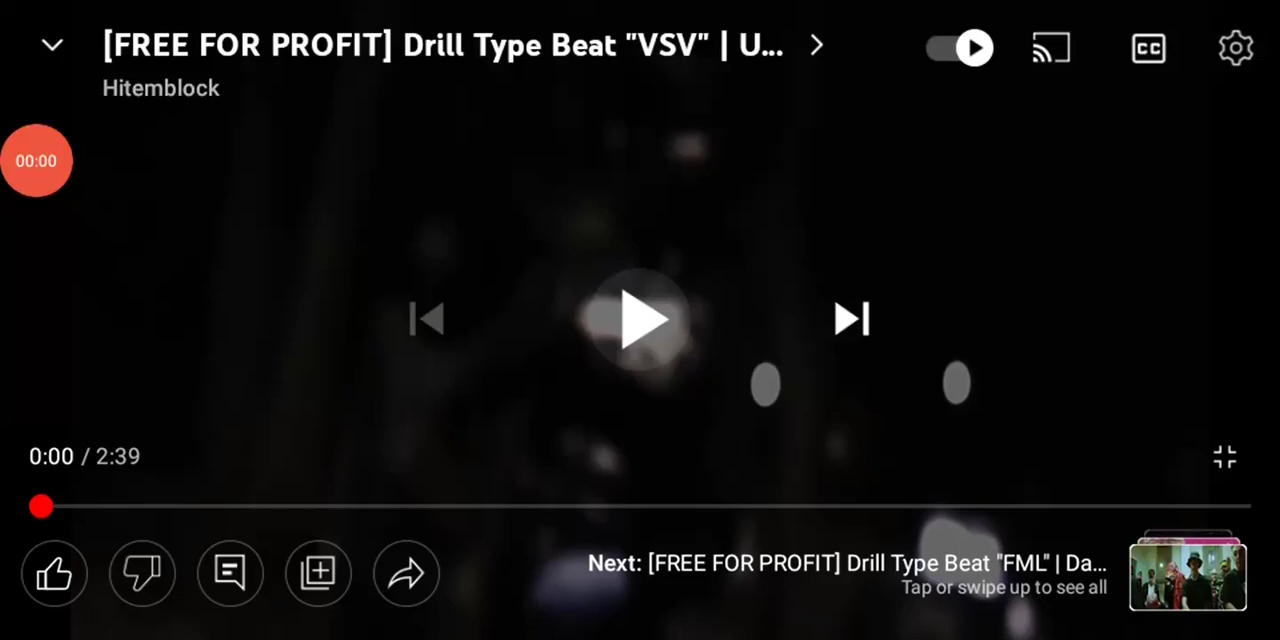 [FREE FOR PROFIT] Drill Type Beat "VSV" | U...
Hitemblock
CC
00:00
0:00 / 2:39
Next: [FREE FOR PROFIT] Drill Type Beat "FML" | Da...
Tap or swipe up to see all